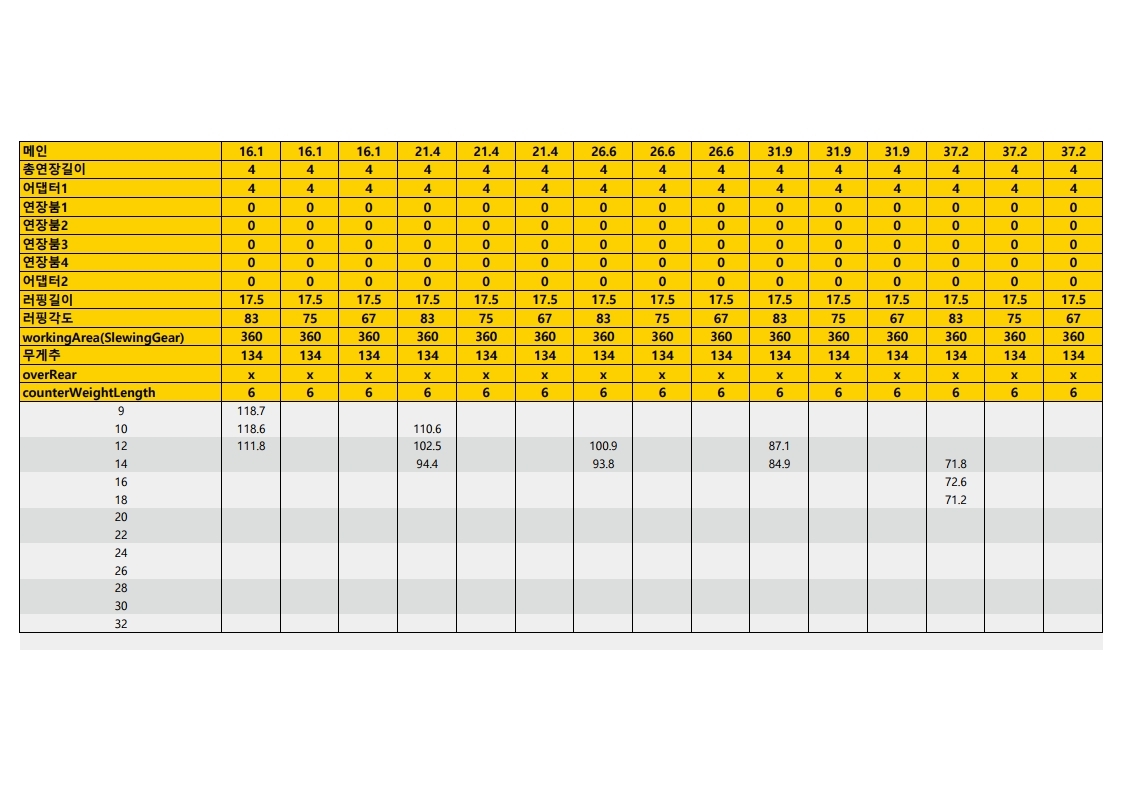 메인 16.1 16.1 16.1 21.4 21.4 21.4 26.6 26.6 26.6 31.9 31.9 31.9 37.2 37.2 37.2
총연장길이 4 4 4 4 4 4 4 4 4 4 4 4 4 4 4
어댑터1 4 4 4 4 4 4 4 4 4 4 4 4 4 4 4
연장붐1 0 0 0 0 0 0 0 0 0 0 0 0 0 0 0
연장붐2 0 0 0 0 0 0 0 0 0 0 0 0 0 0 0
연장붐3 0 0 0 0 0 0 0 0 0 0 0 0 0 0 0
연장붐4 0 0 0 0 0 0 0 0 0 0 0 0 0 0 0
어댑터2 0 0 0 0 0 0 0 0 0 0 0 0 0 0 0
러핑길이 17.5 17.5 17.5 17.5 17.5 17.5 17.5 17.5 17.5 17.5 17.5 17.5 17.5 17.5 17.5
러핑각도 83 75 67 83 75 67 83 75 67 83 75 67 83 75 67
workingArea(SlewingGear) 360 360 360 360 360 360 360 360 360 360 360 360 360 360 360
무게추 134 134 134 134 134 134 134 134 134 134 134 134 134 134 134
overRear x x x x x x x x x x x x x x x
counterWeightLength 6 6 6 6 6 6 6 6 6 6 6 6 6 6 6
9 118.7
10 118.6 110.6
12 111.8 102.5 100.9 87.1
14 94.4 93.8 84.9 71.8
16 72.6
18 71.2
20
22
24
26
28
30
32